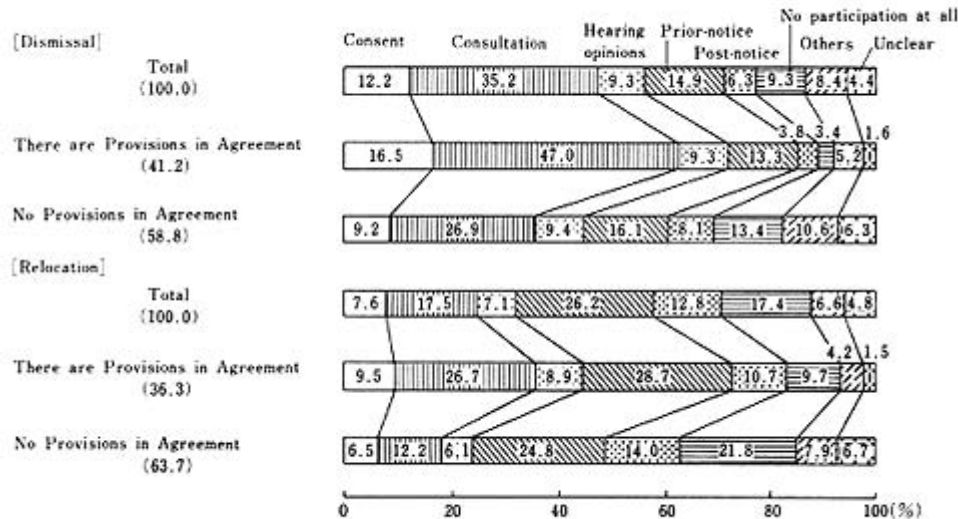 No participation at all
[Dismissal]
Consent Consultation Hearing opinions Prior-notice Post-notice Others Unclear
Total
(100.0)
12.2 35.2 9.3 14.9 6.3 9.3 8.4 4.4
3.8 3.4 1.6
There are Provisions in Agreement
(41.2)
16.5 47.0 9.3 13.3 5.2
No Provisions in Agreement
(58.8)
9.2 26.9 9.4 16.1 8.1 13.4 10.6 6.3
[Relocation]
Total
(100.0)
7.6 17.5 7.1 26.2 12.8 17.4 6.6 4.8
4.2 1.5
There are Provisions in Agreement
(36.3)
9.5 26.7 8.9 28.7 10.7 9.7
No Provisions in Agreement
(63.7)
6.5 12.2 6.1 24.8 14.0 21.8 7.9 6.7
0 20 40 60 80 100(%)